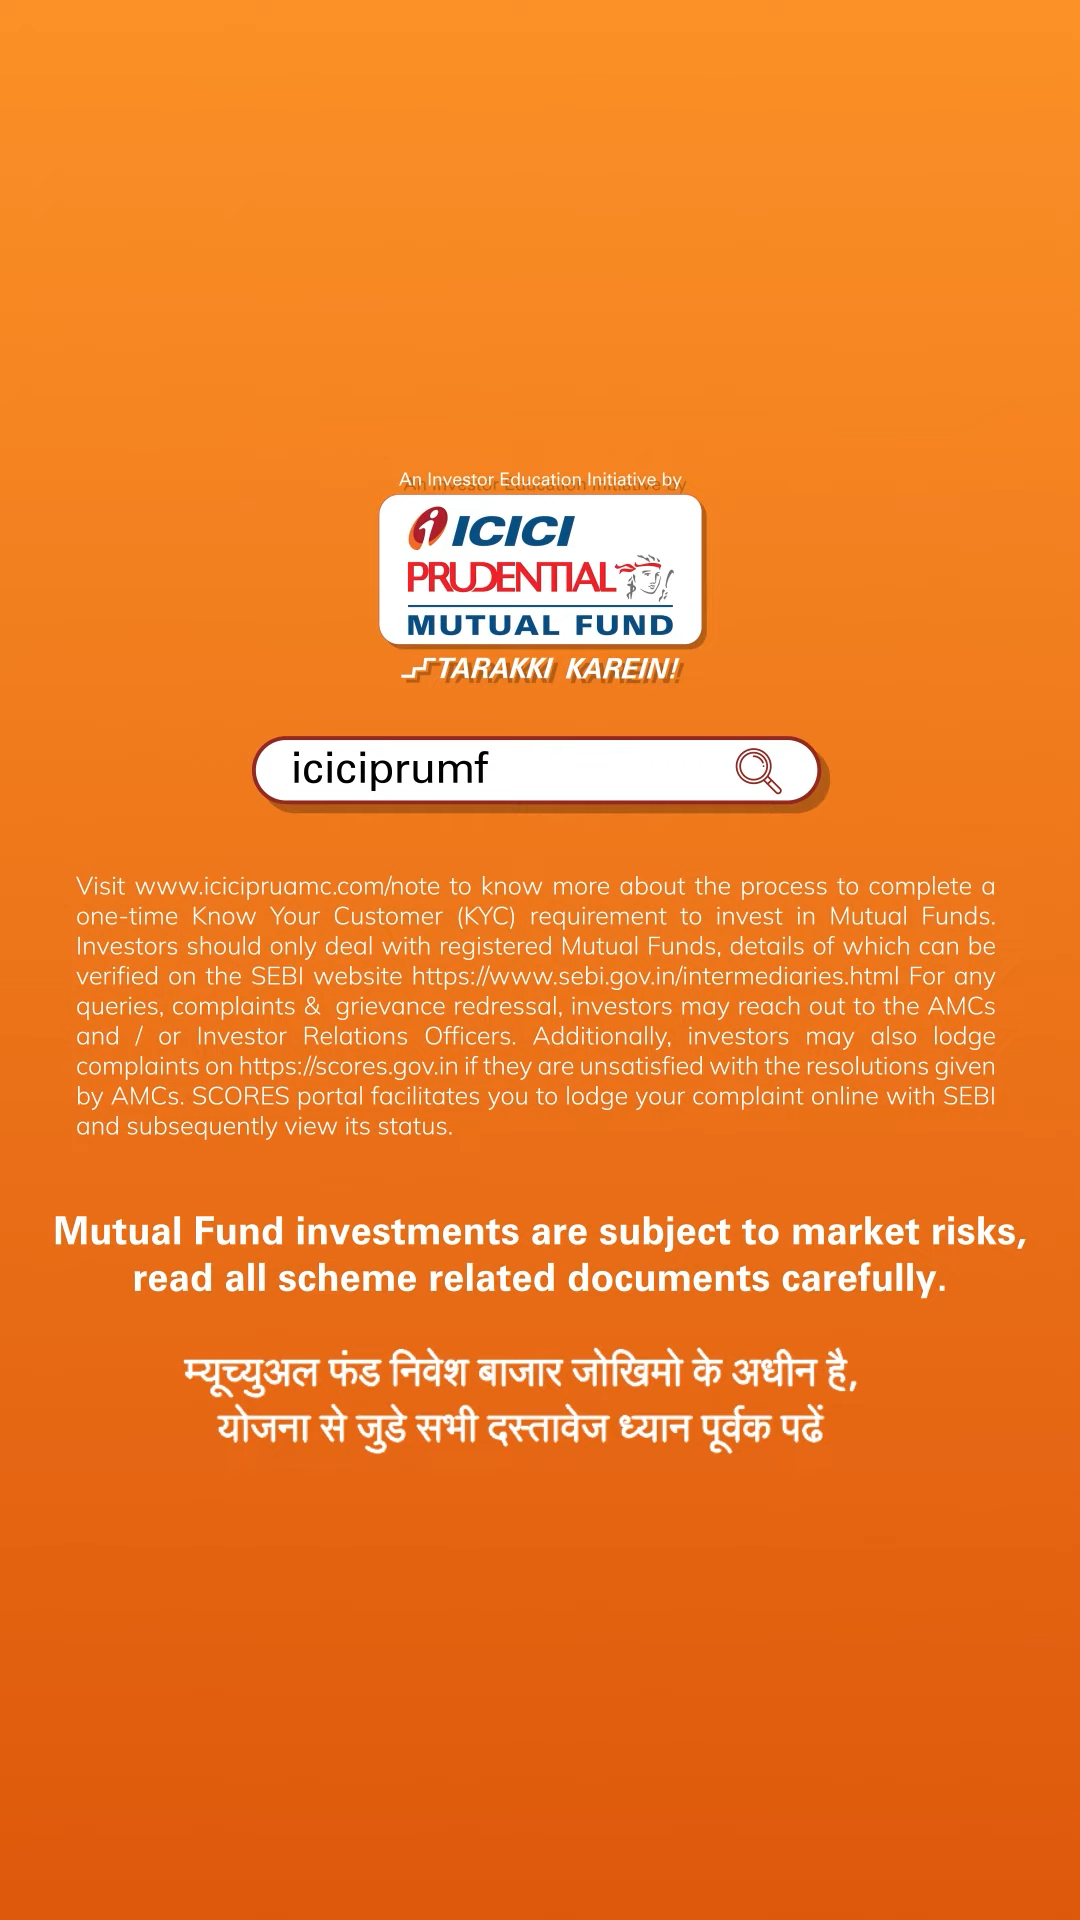 An Investor Education Initiative by
ICICI
PRUDENTIAL
MUTUAL FUND
TARAKKI KAREIN!
iciciprumf
Visit www.icicipruamc.com/note to know more about the process to complete a
one-time Know Your Customer (KYC) requirement to invest in Mutual Funds.
Investors should only deal with registered Mutual Funds, details of which can be
verified on the SEBI website https://www.sebi.gov.in/intermediaries.html For any
queries, complaints & grievance redressal, investors may reach out to the AMCs
and / or Investor Relations Officers. Additionally, investors may also lodge
complaints on https://scores.gov.in if they are unsatisfied with the resolutions given
by AMCs. SCORES portal facilitates you to lodge your complaint online with SEBI
and subsequently view its status.
Mutual Fund investments are subject to market risks,
read all scheme related documents carefully.
म्यूच्युअल फंड निवेश बाजार जोखिमो के अधीन है,
योजना से जुडे सभी दस्तावेज ध्यान पूर्वक पढें